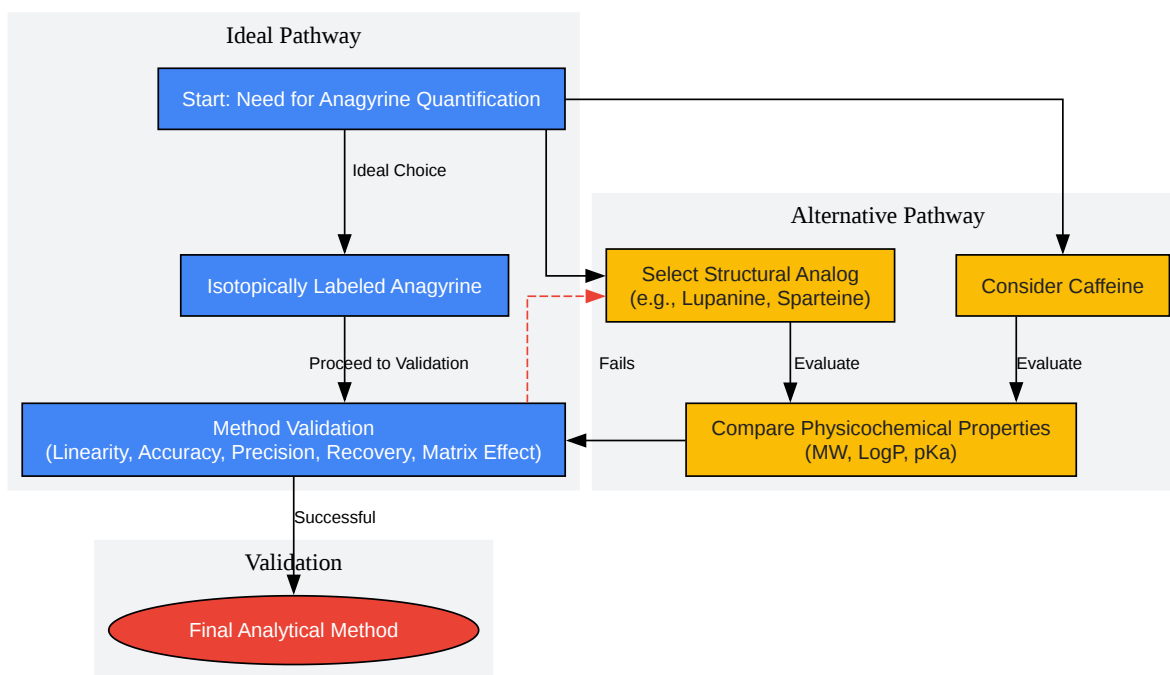 Ideal Pathway
Start: Need for Anagyrine Quantification
Ideal Choice
Alternative Pathway
Isotopically Labeled Anagyrine
Select Structural Analog
(e.g., Lupanine, Sparteine)
Consider Caffeine
Proceed to Validation
Fails
Evaluate
Evaluate
Method Validation
(Linearity, Accuracy, Precision, Recovery, Matrix Effect)
Compare Physicochemical Properties
(MW, LogP, pKa)
Successful
Validation
Final Analytical Method